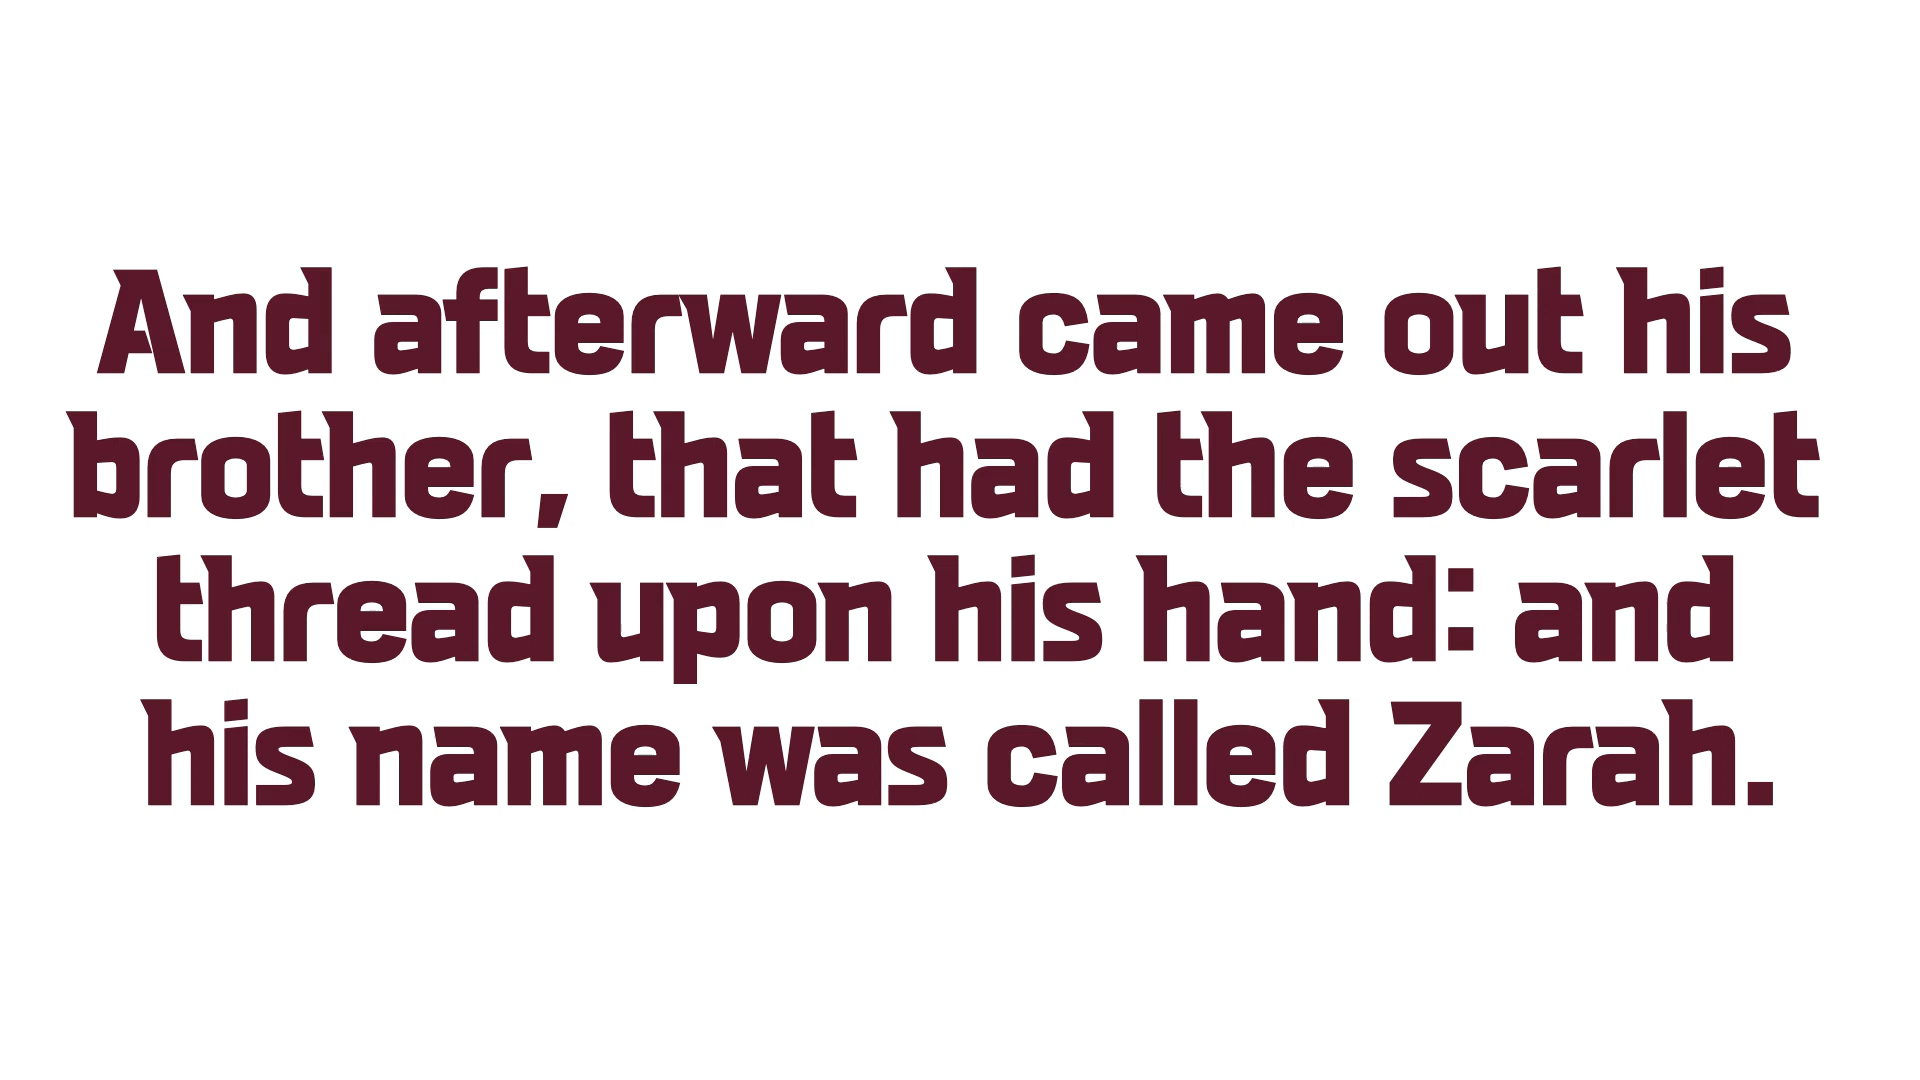 And afterward came out his
brother, that had the scarlet
thread upon his hand: and
his name was called Zarah.